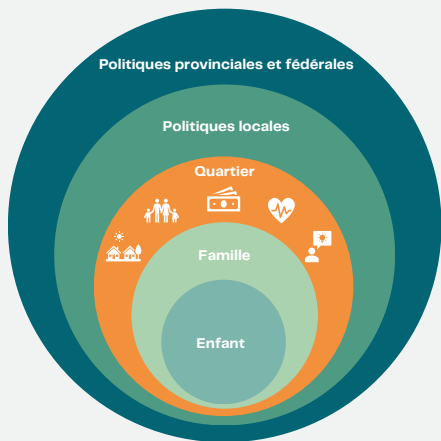 Politiques provinciales et fédérales
Politiques locales
Quartier
Famille
Enfant